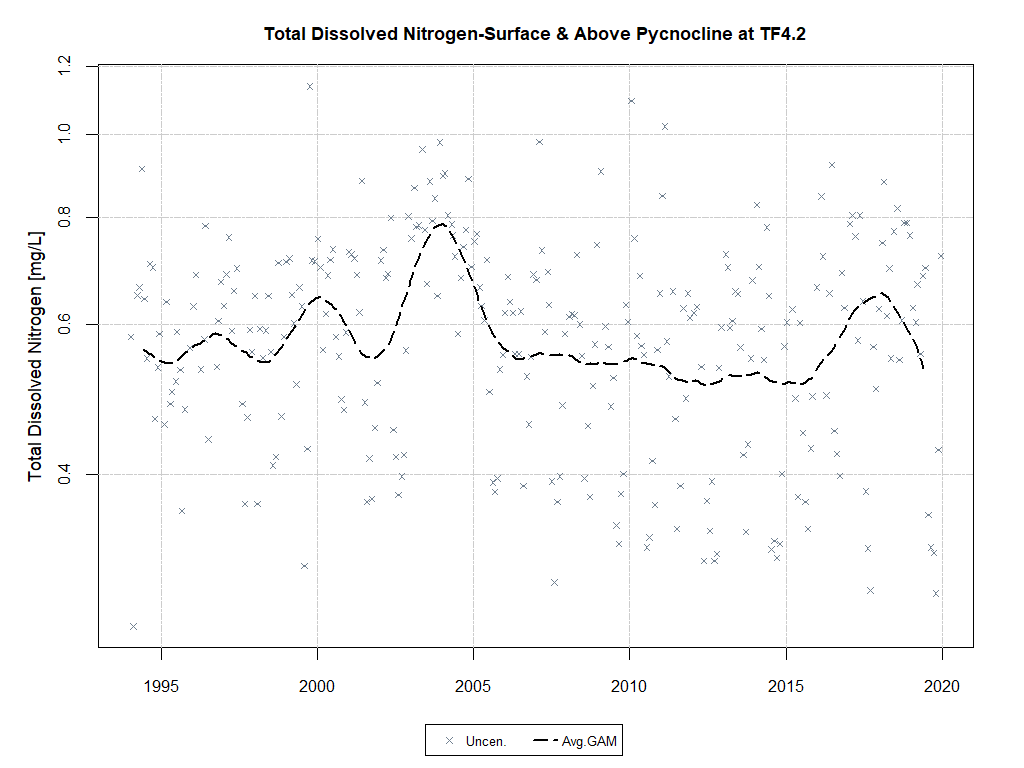 Total Dissolved Nitrogen-Surface & Above Pycnocline at TF4.2
Total Dissolved Nitrogen [mg/L]
1.2
1.0
0.8
0.6
0.4
1995 2000 2005 2010 2015 2020
Uncen. Avg.GAM